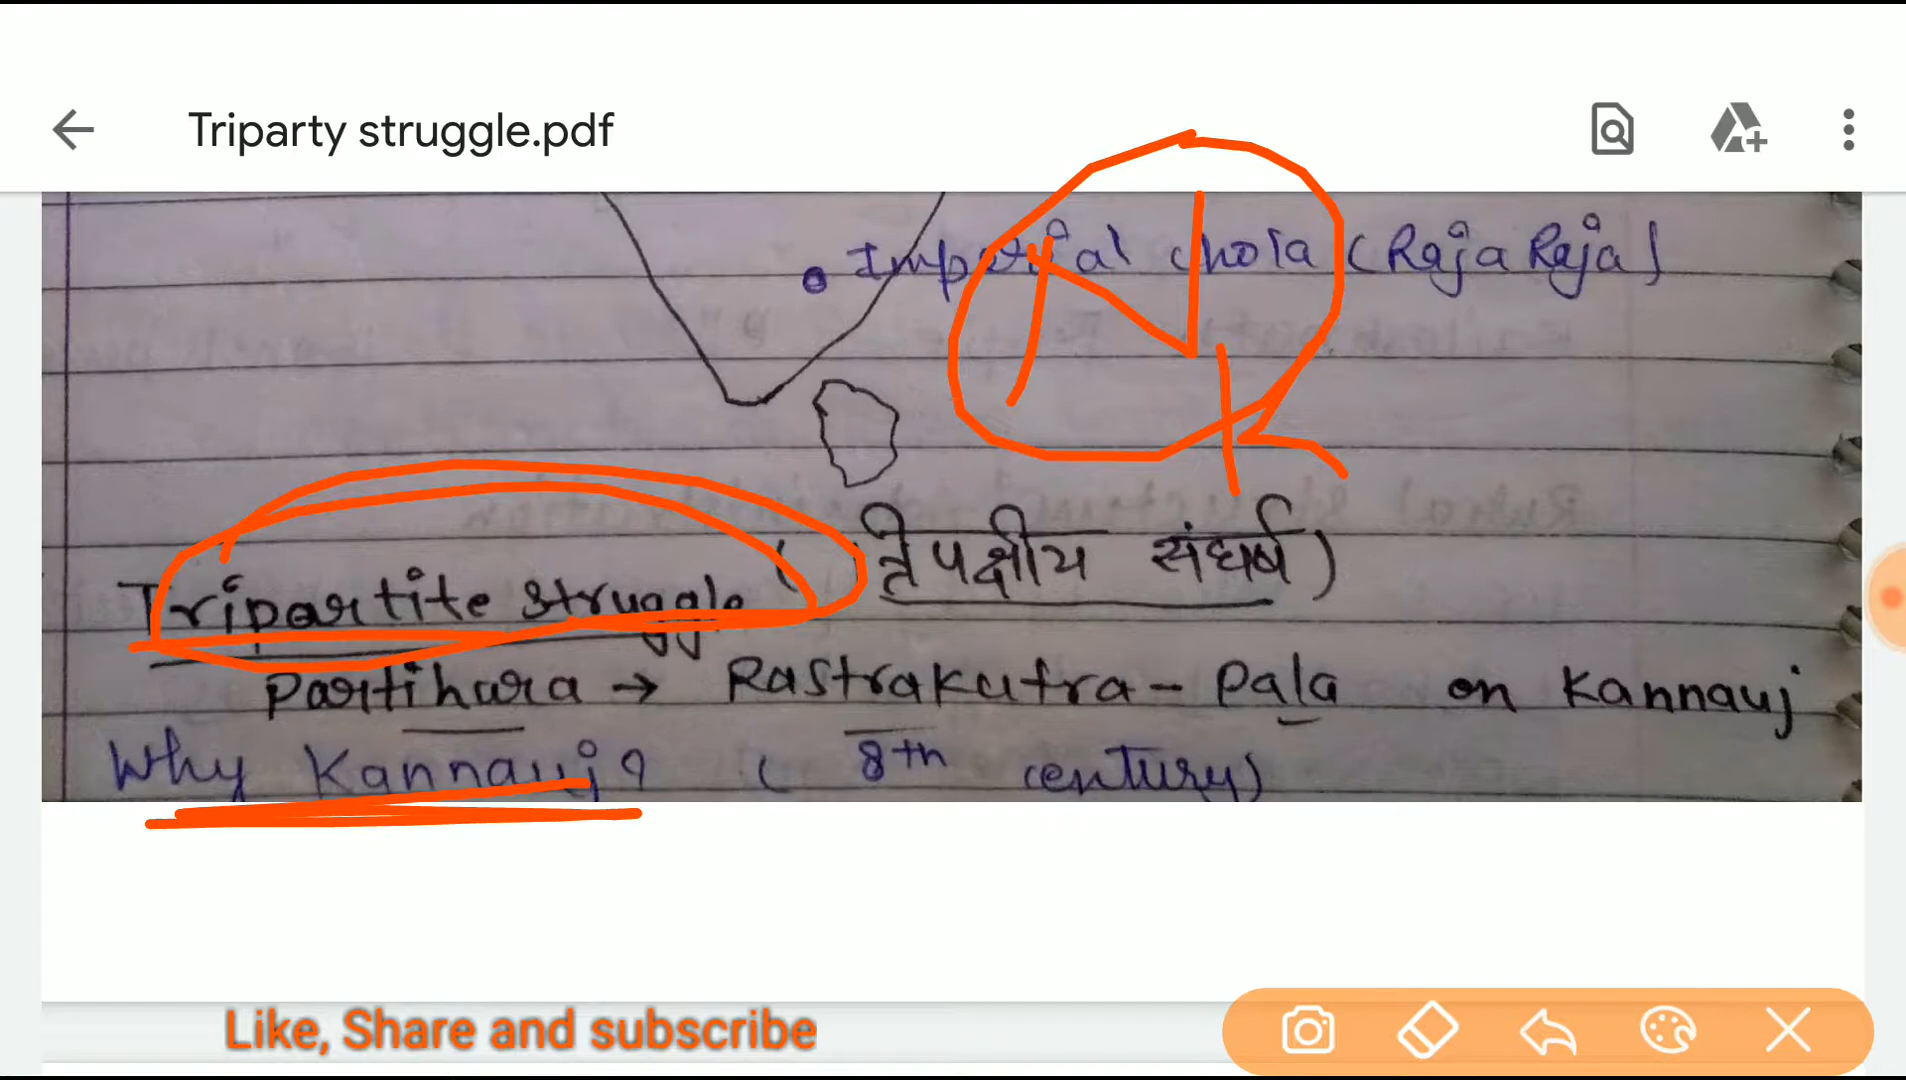 Triparty struggle.pdf
• Imperial chola (Raja Raja)
N
Tripartite struggle (त्रिपक्षीय संघर्ष)
Partihara → Rastrakutra - Pala on Kannauj
Why Kannauj? ( 8th century)
Like, Share and subscribe